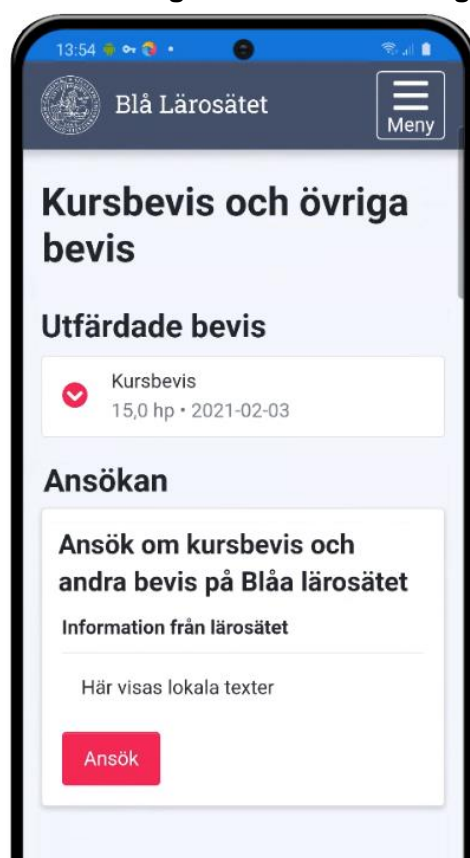 13:54
Blå Lärosätet
Meny
Kursbevis och övriga
bevis
Utfärdade bevis
Kursbevis
15,0 hp • 2021-02-03
Ansökan
Ansök om kursbevis och
andra bevis på Blåa lärosätet
Information från lärosätet
Här visas lokala texter
Ansök